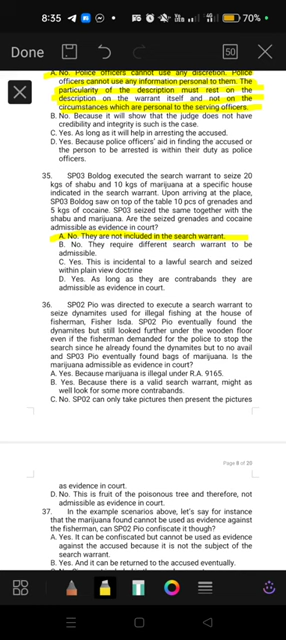 8:35
70%
Done
50
A. No. Police officers cannot use any discretion. Police
officers cannot use any information personal to them. The
particularity of the description must rest on the
description on the warrant itself and not on the
circumstances which are personal to the serving officers.
B. No. Because it will show that the judge does not have
credibility and integrity is such is the case.
C. Yes. As long as it will help in arresting the accused.
D. Yes. Because police officers' aid in finding the accused or
the person to be arrested is within their duty as police
officers.
35. SP03 Boldog executed the search warrant to seize 20
kgs of shabu and 10 kgs of marijuana at a specific house
indicated in the search warrant. Upon arriving at the place,
SP03 Boldog saw on top of the table 10 pcs of grenades and
5 kgs of cocaine. SP03 seized the same together with the
shabu and marijuana. Are the seized grenades and cocaine
admissible as evidence in court?
A. No. They are not included in the search warrant.
B. No. They require different search warrant to be
admissible.
C. Yes. This is incidental to a lawful search and seized
within plain view doctrine
D. Yes. As long as they are contrabands they are
admissible as evidence in court.
36. SP02 Pio was directed to execute a search warrant to
seize dynamites used for illegal fishing at the house of
fisherman, Fisher Isda. SP02 Pio eventually found the
dynamites but still looked further under the wooden floor
even if the fisherman demanded for the police to stop the
search since he already found the dynamites but to no avail
and SP03 Pio eventually found bags of marijuana. Is the
marijuana admissible as evidence in court?
A. Yes. Because marijuana is illegal under R.A. 9165.
B. Yes. Because there is a valid search warrant, might as
well look for some more contrabands.
C. No. SP02 can only take pictures then present the pictures
Page 8 of 20
as evidence in court.
D. No. This is fruit of the poisonous tree and therefore, not
admissible as evidence in court.
37. In the example scenarios above, let's say for instance
that the marijuana found cannot be used as evidence against
the fisherman, can SP02 Pio confiscate it though?
A. Yes. It can be confiscated but cannot be used as evidence
against the accused because it is not the subject of the
search warrant.
B. Yes. And it can be returned to the accused eventually.